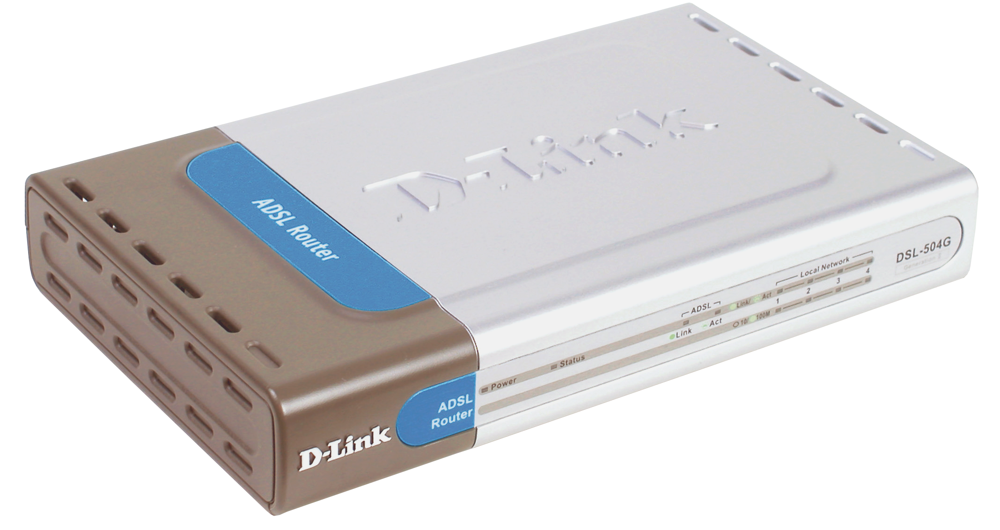 D-Link
ADSL Router
DSL-504G
Local Network
4
3
2
1
ADSL
Link/ Act
Act
Link
10/ 100M
Status
Power
ADSL
Router
D-Link